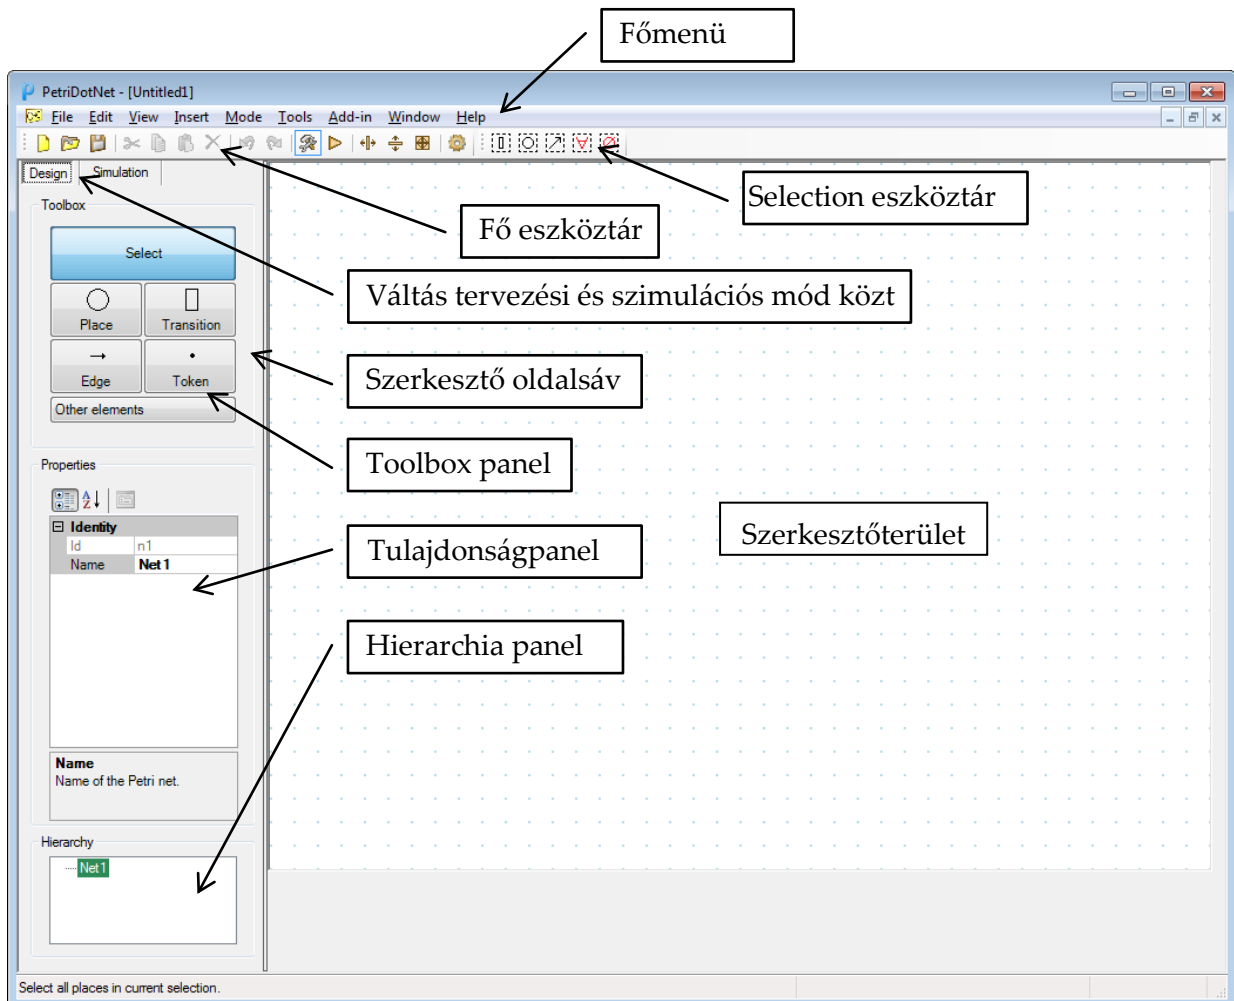 Főmenü
PetriDotNet - [Untitled1]
File Edit View Insert Mode Tools Add-in Window Help
Design Simulation
Selection eszköztár
Toolbox
Fő eszköztár
Select
Váltás tervezési és szimulációs mód közt
Place Transition
Szerkesztő oldalsáv
Edge Token
Other elements
Toolbox panel
Properties
A
Z
Identity
Szerkesztőterület
Id n1
Tulajdonságpanel
Name Net1
Hierarchia panel
Name
Name of the Petri net.
Hierarchy
Net1
Select all places in current selection.